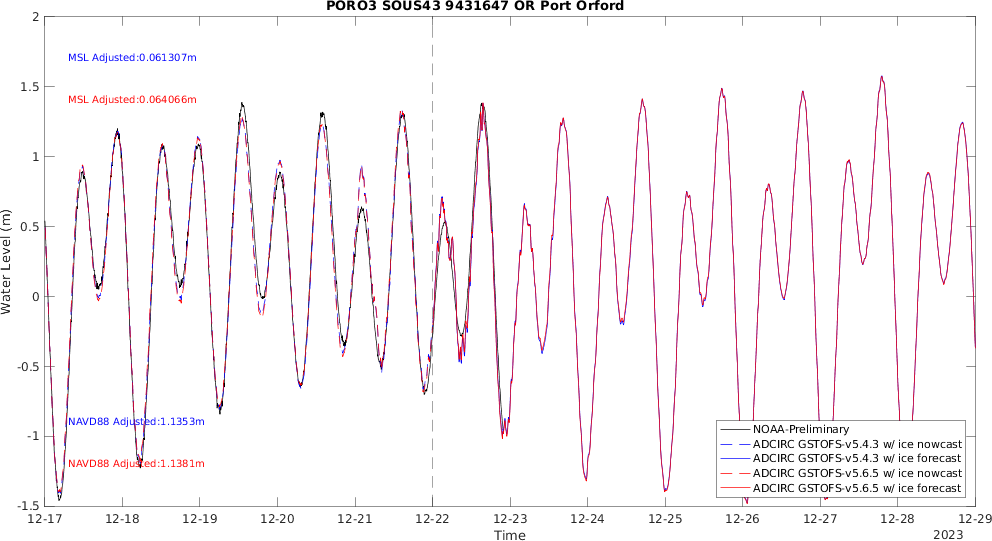 PORO3 SOUS43 9431647 OR Port Orford
2
1.5
1
0.5
0
-0.5
-1
-1.5
Water Level (m)
MSL Adjusted:0.061307m
MSL Adjusted:0.064066m
NAVD88 Adjusted:1.1353m
NAVD88 Adjusted:1.1381m
NOAA-Preliminary
ADCIRC GSTOFS-v5.4.3 w/ ice nowcast
ADCIRC GSTOFS-v5.4.3 w/ ice forecast
ADCIRC GSTOFS-v5.6.5 w/ ice nowcast
ADCIRC GSTOFS-v5.6.5 w/ ice forecast
12-17 12-18 12-19 12-20 12-21 12-22 12-23 12-24 12-25 12-26 12-27 12-28 12-29
Time
2023